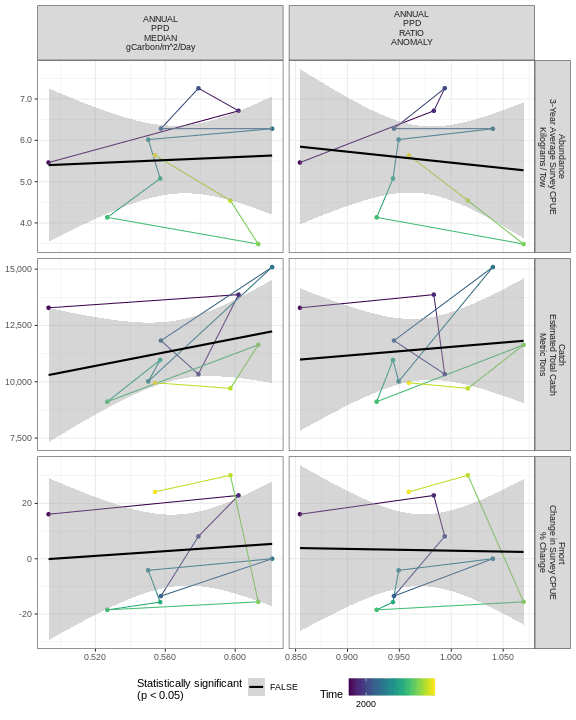 ANNUAL
PPD
MEDIAN
gCarbon/m^2/Day
ANNUAL
PPD
RATIO
ANOMALY
7.0
6.0
5.0
4.0
Abundance
3-Year Average Survey CPUE
Kilograms / Tow
15,000
12,500
10,000
7,500
Catch
Estimated Total Catch
Metric Tons
20
0
-20
Fmort
Change in Survey CPUE
% Change
0.520
0.560
0.600
0.850
0.900
0.950
1.000
1.050
Statistically significant
(p < 0.05)
FALSE
Time
2000